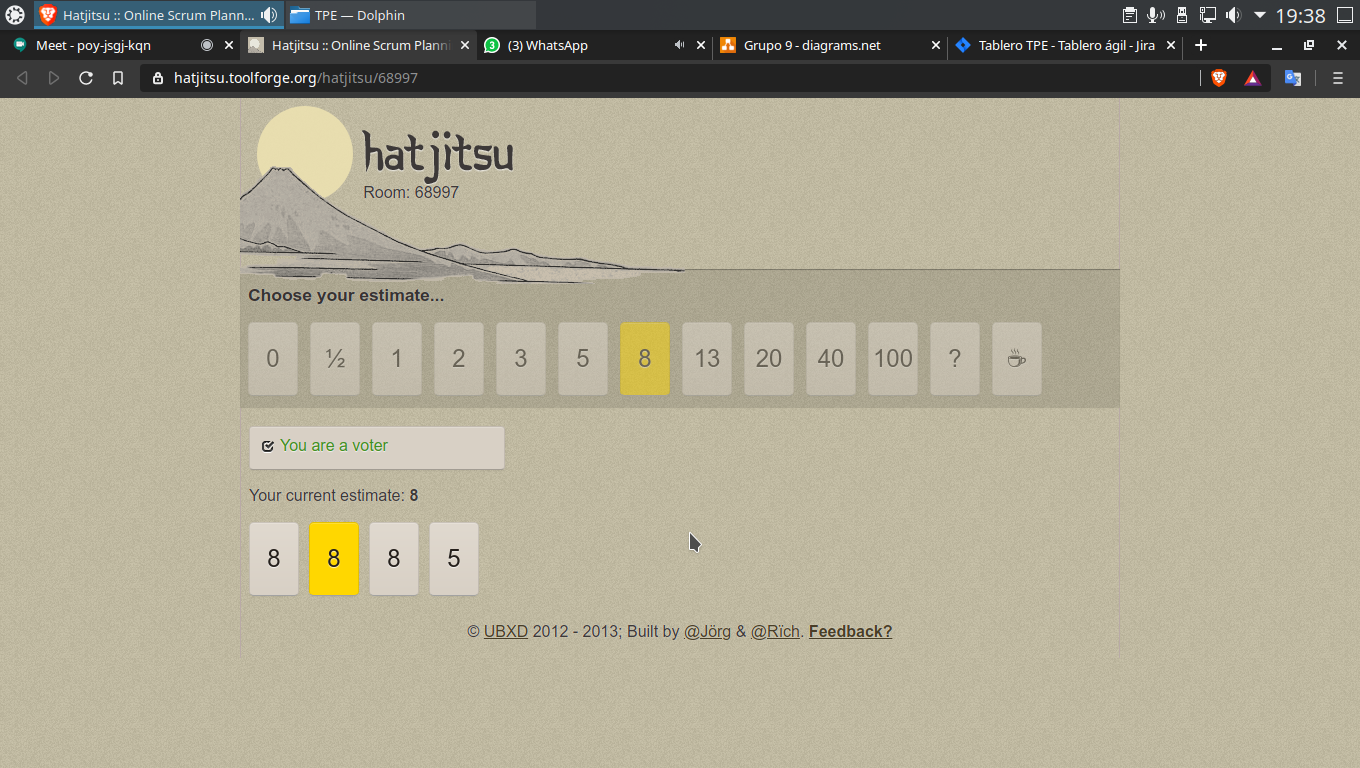 Hatjitsu :: Online Scrum Plann... TPE — Dolphin 19:38
Meet - poy-jsgj-kqn Hatjitsu :: Online Scrum Planni (3) WhatsApp Grupo 9 - diagrams.net Tablero TPE - Tablero ágil - Jira
hatjitsu.toolforge.org/hatjitsu/68997
hatjitsu
Room: 68997
Choose your estimate...
0 ½ 1 2 3 5 8 13 20 40 100 ? ☕
You are a voter
Your current estimate: 8
8 8 8 5
© UBXD 2012 - 2013; Built by @Jörg & @Rïch. Feedback?